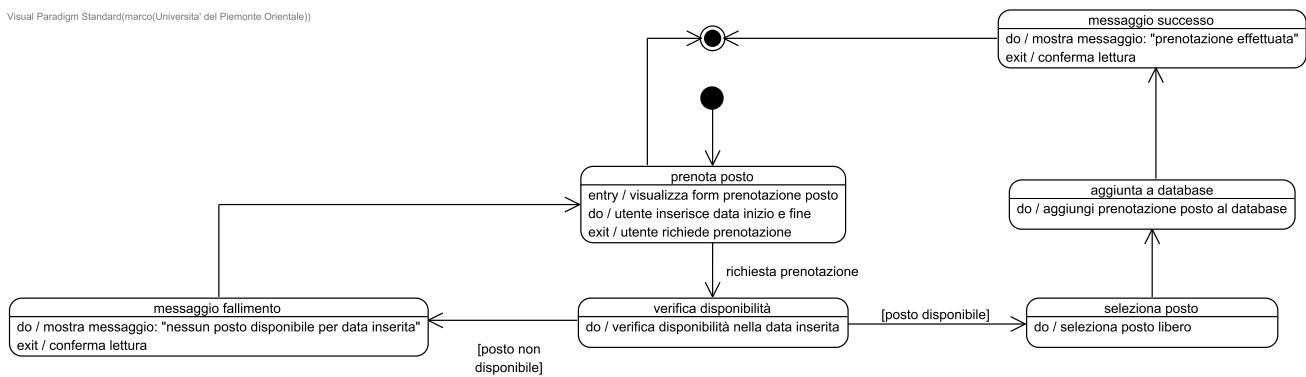 Visual Paradigm Standard(marco(Universita' del Piemonte Orientale))
messaggio successo
do / mostra messaggio: "prenotazione effettuata"
exit / conferma lettura
prenota posto
entry / visualizza form prenotazione posto
do / utente inserisce data inizio e fine
exit / utente richiede prenotazione
aggiunta a database
do / aggiungi prenotazione posto al database
richiesta prenotazione
messaggio fallimento
do / mostra messaggio: "nessun posto disponibile per data inserita"
exit / conferma lettura
[posto non
disponibile]
verifica disponibilità
do / verifica disponibilità nella data inserita
[posto disponibile]
seleziona posto
do / seleziona posto libero